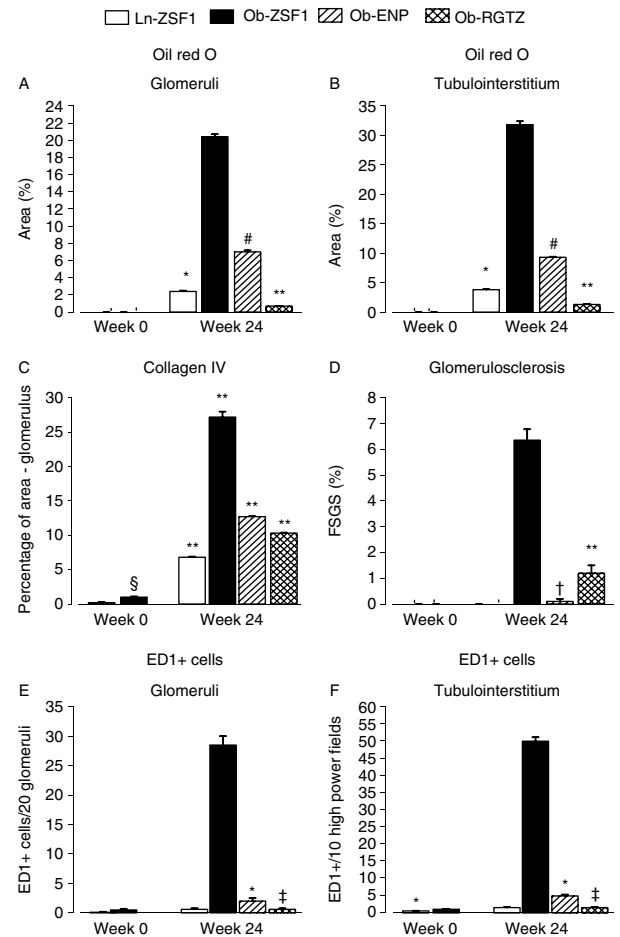 Ln-ZSF1 Ob-ZSF1 Ob-ENP Ob-RGTZ
Oil red O
A Glomeruli
Area (%)
24
22
20
18
16
14
12
10
8
6
4
2
0
* # **
Week 0 Week 24
Oil red O
B Tubulointerstitium
Area (%)
35
30
25
20
15
10
5
0
* # **
Week 0 Week 24
C Collagen IV
Percentage of area - glomerulus
30
25
20
15
10
5
0
§ ** ** ** **
Week 0 Week 24
D Glomerulosclerosis
FSGS (%)
8
7
6
5
4
3
2
1
0
† **
Week 0 Week 24
ED1+ cells
E Glomeruli
ED1+ cells/20 glomeruli
35
30
25
20
15
10
5
0
* ‡
Week 0 Week 24
ED1+ cells
F Tubulointerstitium
ED1+/10 high power fields
60
55
50
45
40
35
30
25
20
15
10
5
0
* * ‡
Week 0 Week 24